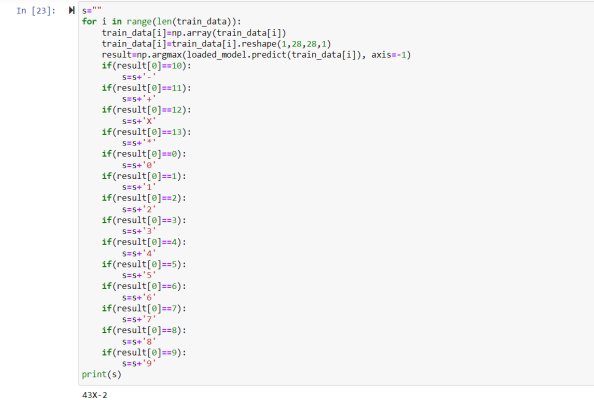 In [23]:
s=""
for i in range(len(train_data)):
    train_data[i]=np.array(train_data[i])
    train_data[i]=train_data[i].reshape(1,28,28,1)
    result=np.argmax(loaded_model.predict(train_data[i]), axis=-1)
    if(result[0]==10):
        s=s+'-'
    if(result[0]==11):
        s=s+'+'
    if(result[0]==12):
        s=s+'X'
    if(result[0]==13):
        s=s+'*'
    if(result[0]==0):
        s=s+'0'
    if(result[0]==1):
        s=s+'1'
    if(result[0]==2):
        s=s+'2'
    if(result[0]==3):
        s=s+'3'
    if(result[0]==4):
        s=s+'4'
    if(result[0]==5):
        s=s+'5'
    if(result[0]==6):
        s=s+'6'
    if(result[0]==7):
        s=s+'7'
    if(result[0]==8):
        s=s+'8'
    if(result[0]==9):
        s=s+'9'
print(s)
43X-2